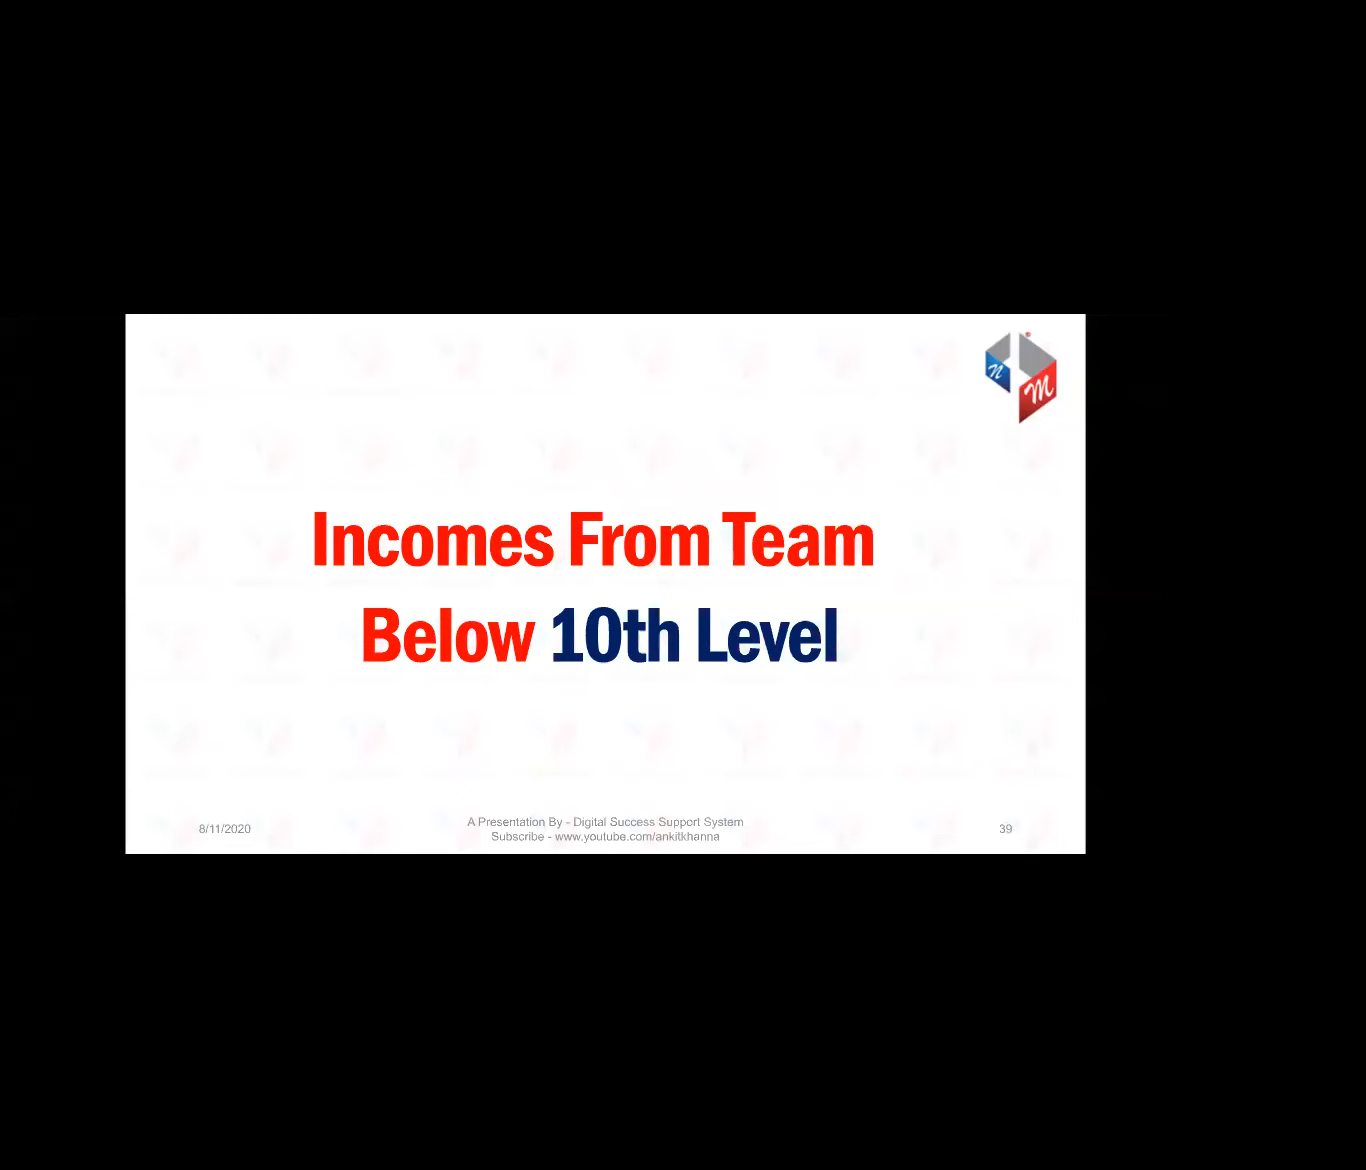 n
M
Incomes From Team
Below 10th Level
8/11/2020
A Presentation By - Digital Success Support System
Subscribe - www.youtube.com/ankitkhanna
39